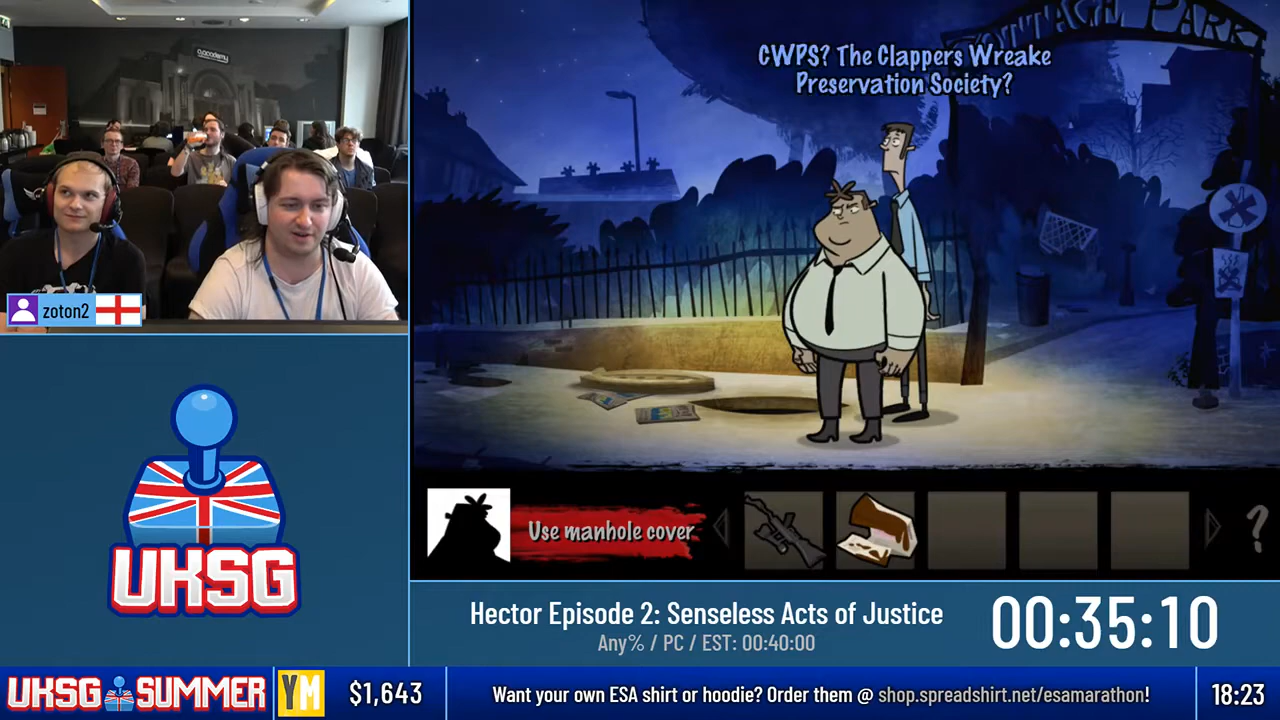 academy
COTTAGE PARK
CWPS? The Clappers Wreake
Preservation Society?
zoton2
Use manhole cover
?
UKSG
Hector Episode 2: Senseless Acts of Justice
Any% / PC / EST: 00:40:00
00:35:10
UKSG SUMMER
YM
$1,643
Want your own ESA shirt or hoodie? Order them @ shop.spreadshirt.net/esamarathon!
18:23